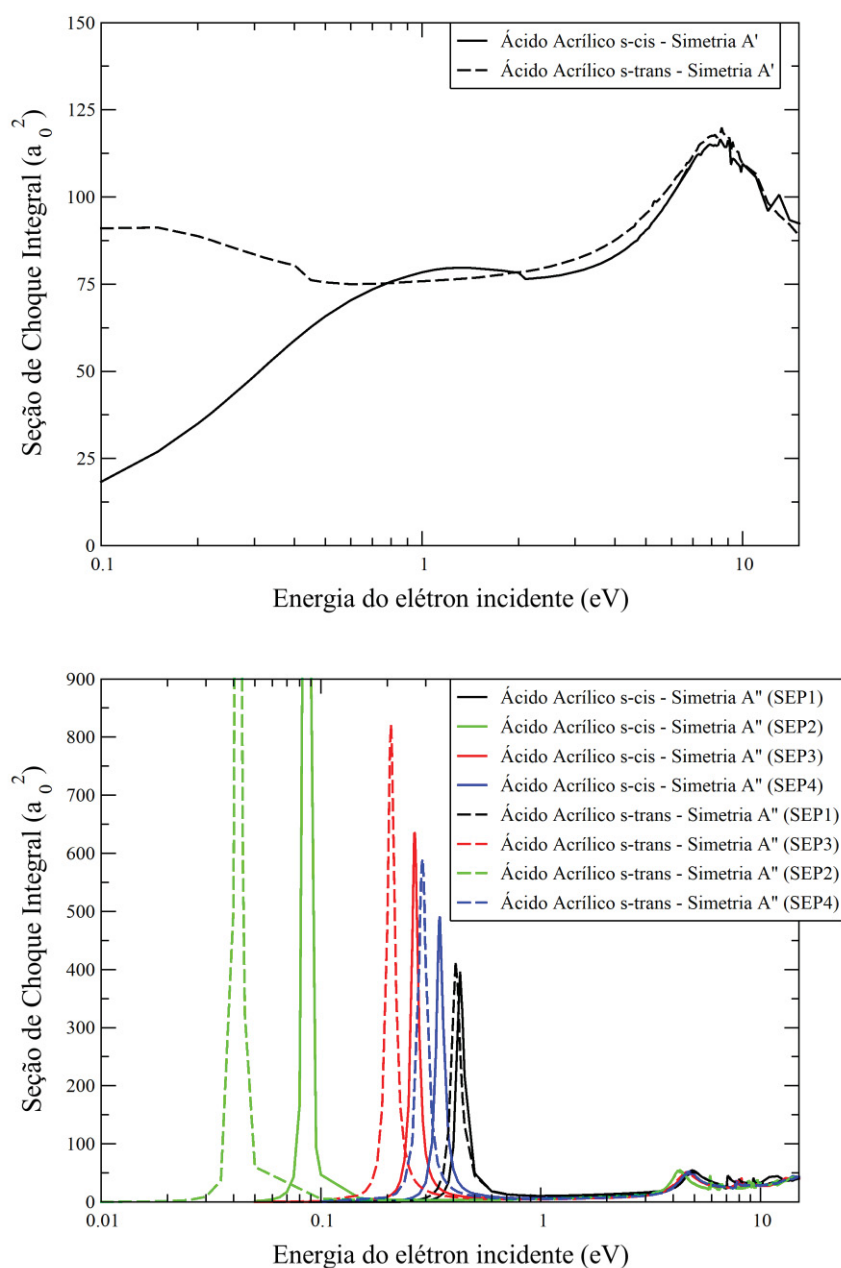 150
125
100
75
50
25
0
Seção de Choque Integral (a₀²)
Ácido Acrílico s-cis - Simetria A'
Ácido Acrílico s-trans - Simetria A'
0.1 1 10
Energia do elétron incidente (eV)
900
800
700
600
500
400
300
200
100
0
Seção de Choque Integral (a₀²)
Ácido Acrílico s-cis - Simetria A" (SEP1)
Ácido Acrílico s-cis - Simetria A" (SEP2)
Ácido Acrílico s-cis - Simetria A" (SEP3)
Ácido Acrílico s-cis - Simetria A" (SEP4)
Ácido Acrílico s-trans - Simetria A" (SEP1)
Ácido Acrílico s-trans - Simetria A" (SEP3)
Ácido Acrílico s-trans - Simetria A" (SEP2)
Ácido Acrílico s-trans - Simetria A" (SEP4)
0.01 0.1 1 10
Energia do elétron incidente (eV)